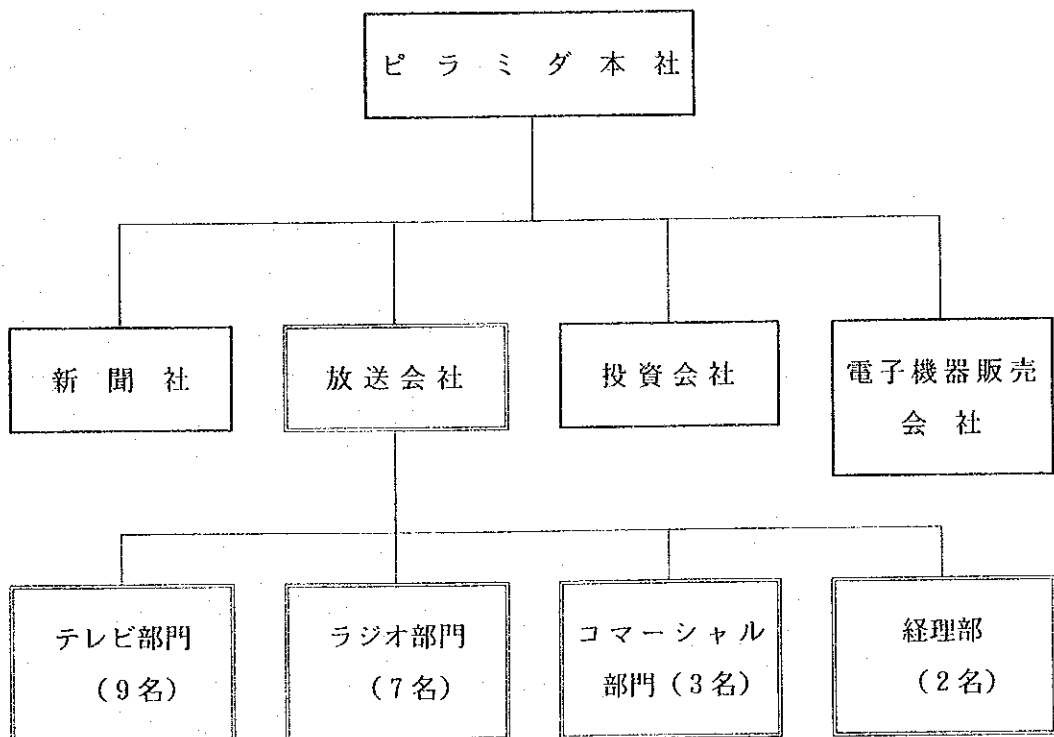 ピラミダ本社
新聞社
放送会社
投資会社
電子機器販売
会社
テレビ部門
（9名）
ラジオ部門
（7名）
コマーシャル
部門（3名）
経理部
（2名）